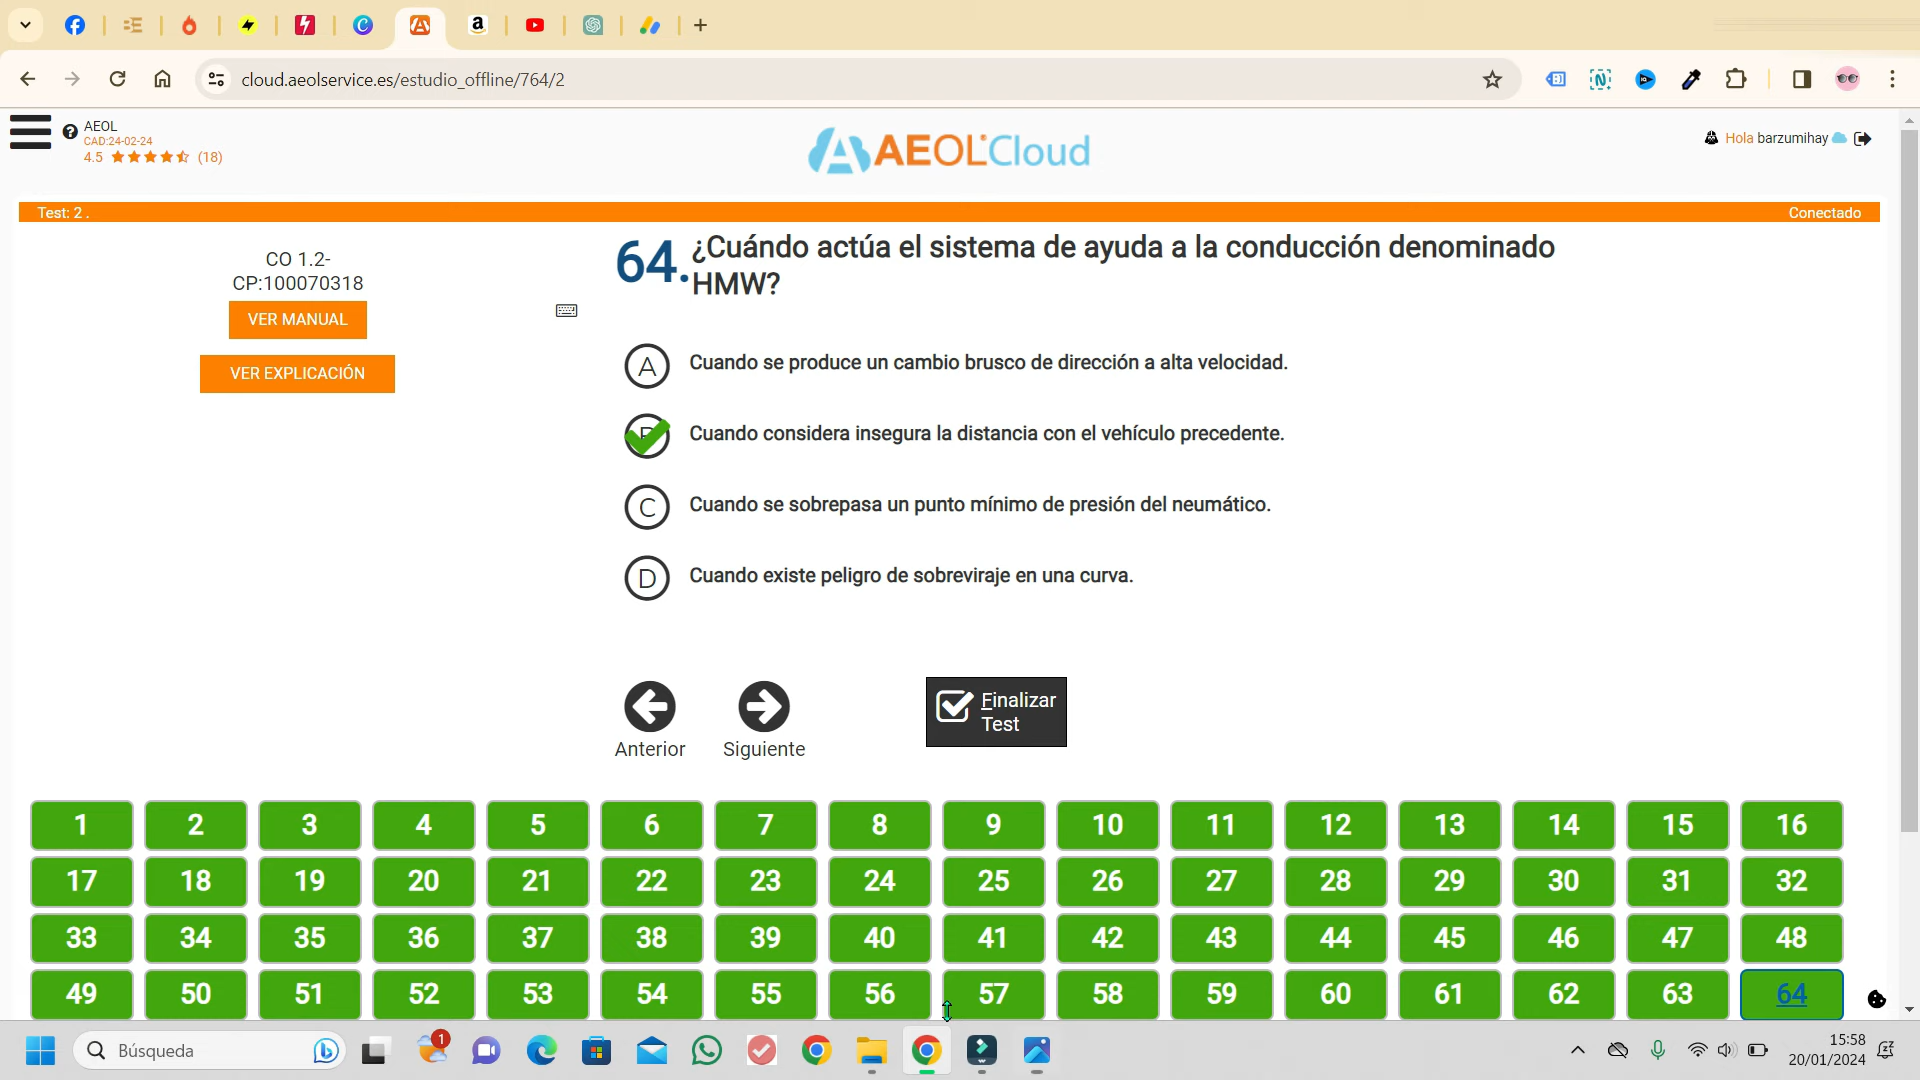 cloud.aeolservice.es/estudio_offline/764/2
AEOL
CAD:24-02-24
4.5 (18)
AEOL Cloud
Hola barzumihay
Test: 2 .
Conectado
CO 1.2-
CP:100070318
VER MANUAL
VER EXPLICACIÓN
64. ¿Cuándo actúa el sistema de ayuda a la conducción denominado
HMW?
A Cuando se produce un cambio brusco de dirección a alta velocidad.
B Cuando considera insegura la distancia con el vehículo precedente.
C Cuando se sobrepasa un punto mínimo de presión del neumático.
D Cuando existe peligro de sobreviraje en una curva.
Anterior
Siguiente
Finalizar
Test
1 2 3 4 5 6 7 8 9 10 11 12 13 14 15 16
17 18 19 20 21 22 23 24 25 26 27 28 29 30 31 32
33 34 35 36 37 38 39 40 41 42 43 44 45 46 47 48
49 50 51 52 53 54 55 56 57 58 59 60 61 62 63 64
Búsqueda
1
15:58
20/01/2024